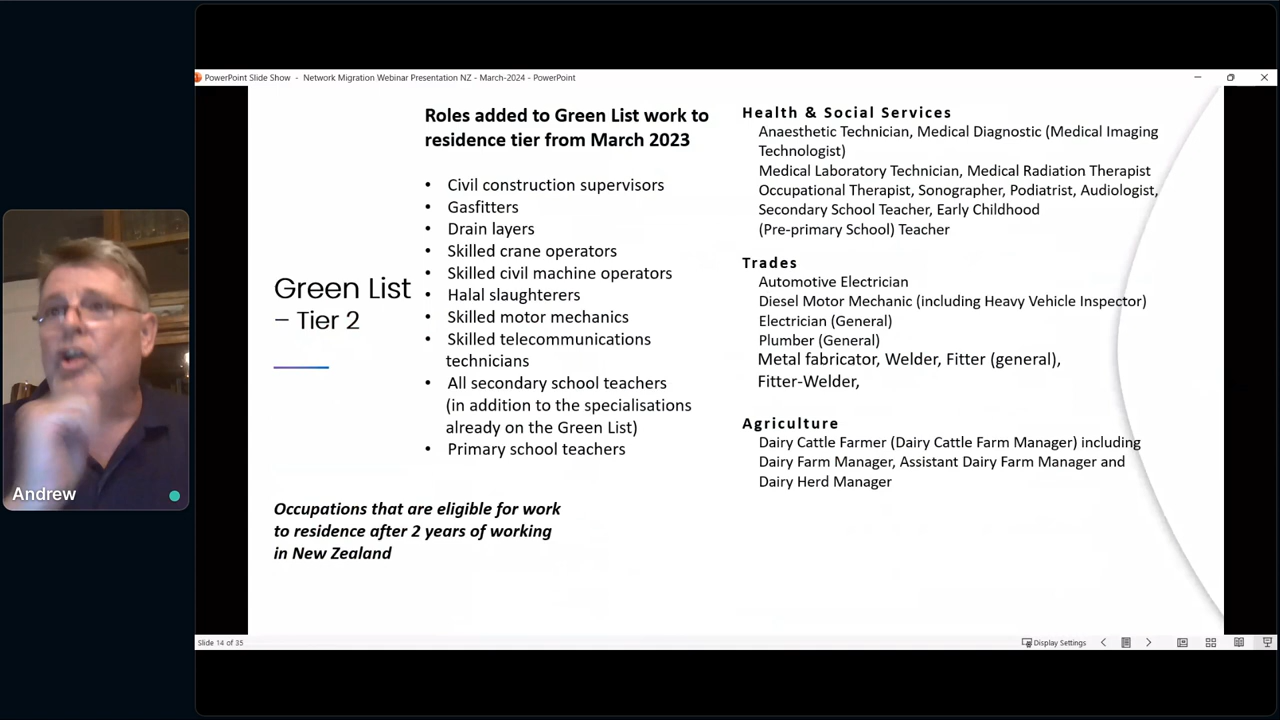 PowerPoint Slide Show - Network Migration Webinar Presentation NZ - March-2024 - PowerPoint
Green List
– Tier 2
Roles added to Green List work to
residence tier from March 2023
• Civil construction supervisors
• Gasfitters
• Drain layers
• Skilled crane operators
• Skilled civil machine operators
• Halal slaughterers
• Skilled motor mechanics
• Skilled telecommunications
technicians
• All secondary school teachers
(in addition to the specialisations
already on the Green List)
• Primary school teachers
Occupations that are eligible for work
to residence after 2 years of working
in New Zealand
Health & Social Services
Anaesthetic Technician, Medical Diagnostic (Medical Imaging
Technologist)
Medical Laboratory Technician, Medical Radiation Therapist
Occupational Therapist, Sonographer, Podiatrist, Audiologist,
Secondary School Teacher, Early Childhood
(Pre-primary School) Teacher
Trades
Automotive Electrician
Diesel Motor Mechanic (including Heavy Vehicle Inspector)
Electrician (General)
Plumber (General)
Metal fabricator, Welder, Fitter (general),
Fitter-Welder,
Agriculture
Dairy Cattle Farmer (Dairy Cattle Farm Manager) including
Dairy Farm Manager, Assistant Dairy Farm Manager and
Dairy Herd Manager
Andrew
Slide 14 of 35
Display Settings